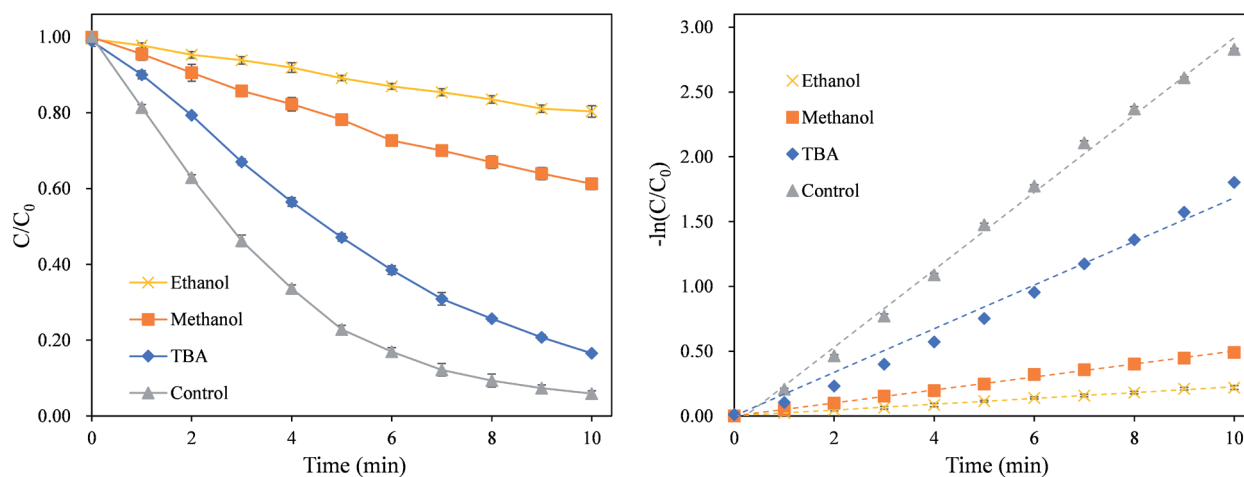 1.00
0.80
0.60
0.40
0.20
0.00
C/C₀
Ethanol
Methanol
TBA
Control
0 2 4 6 8 10
Time (min)
3.00
2.50
2.00
1.50
1.00
0.50
0.00
-ln(C/C₀)
Ethanol
Methanol
TBA
Control
0 2 4 6 8 10
Time (min)